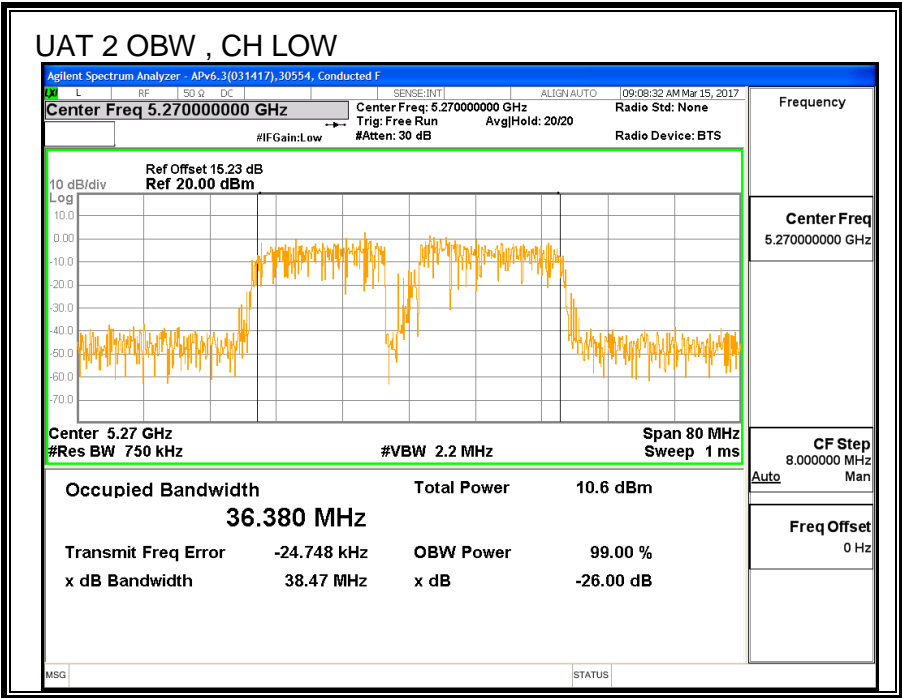 UAT 2 OBW , CH LOW
Agilent Spectrum Analyzer - APv6.3(031417),30554, Conducted F
LXI L RF 50 Ω DC SENSE:INT ALIGN AUTO 09:08:32 AM Mar 15, 2017
Center Freq 5.270000000 GHz
Center Freq: 5.270000000 GHz Radio Std: None
Trig: Free Run Avg|Hold: 20/20
#IFGain:Low #Atten: 30 dB Radio Device: BTS
Frequency
Ref Offset 15.23 dB
10 dB/div Ref 20.00 dBm
Log
10.0
0.00
-10.0
-20.0
-30.0
-40.0
-50.0
-60.0
-70.0
Center Freq
5.270000000 GHz
Center 5.27 GHz Span 80 MHz
#Res BW 750 kHz #VBW 2.2 MHz Sweep 1 ms
CF Step
8.000000 MHz
Auto Man
Occupied Bandwidth Total Power 10.6 dBm
36.380 MHz
Transmit Freq Error -24.748 kHz OBW Power 99.00 %
x dB Bandwidth 38.47 MHz x dB -26.00 dB
Freq Offset
0 Hz
MSG STATUS